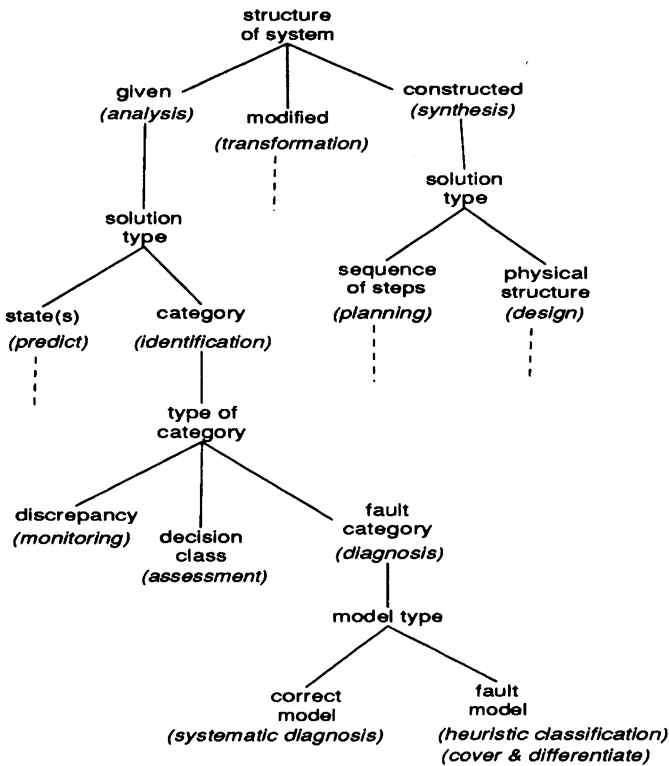 structure
of system
given
(analysis)
modified
(transformation)
constructed
(synthesis)
solution
type
solution
type
state(s)
(predict)
category
(identification)
sequence
of steps
(planning)
physical
structure
(design)
type of
category
discrepancy
(monitoring)
decision
class
(assessment)
fault
category
(diagnosis)
model type
correct
model
(systematic diagnosis)
fault
model
(heuristic classification)
(cover & differentiate)